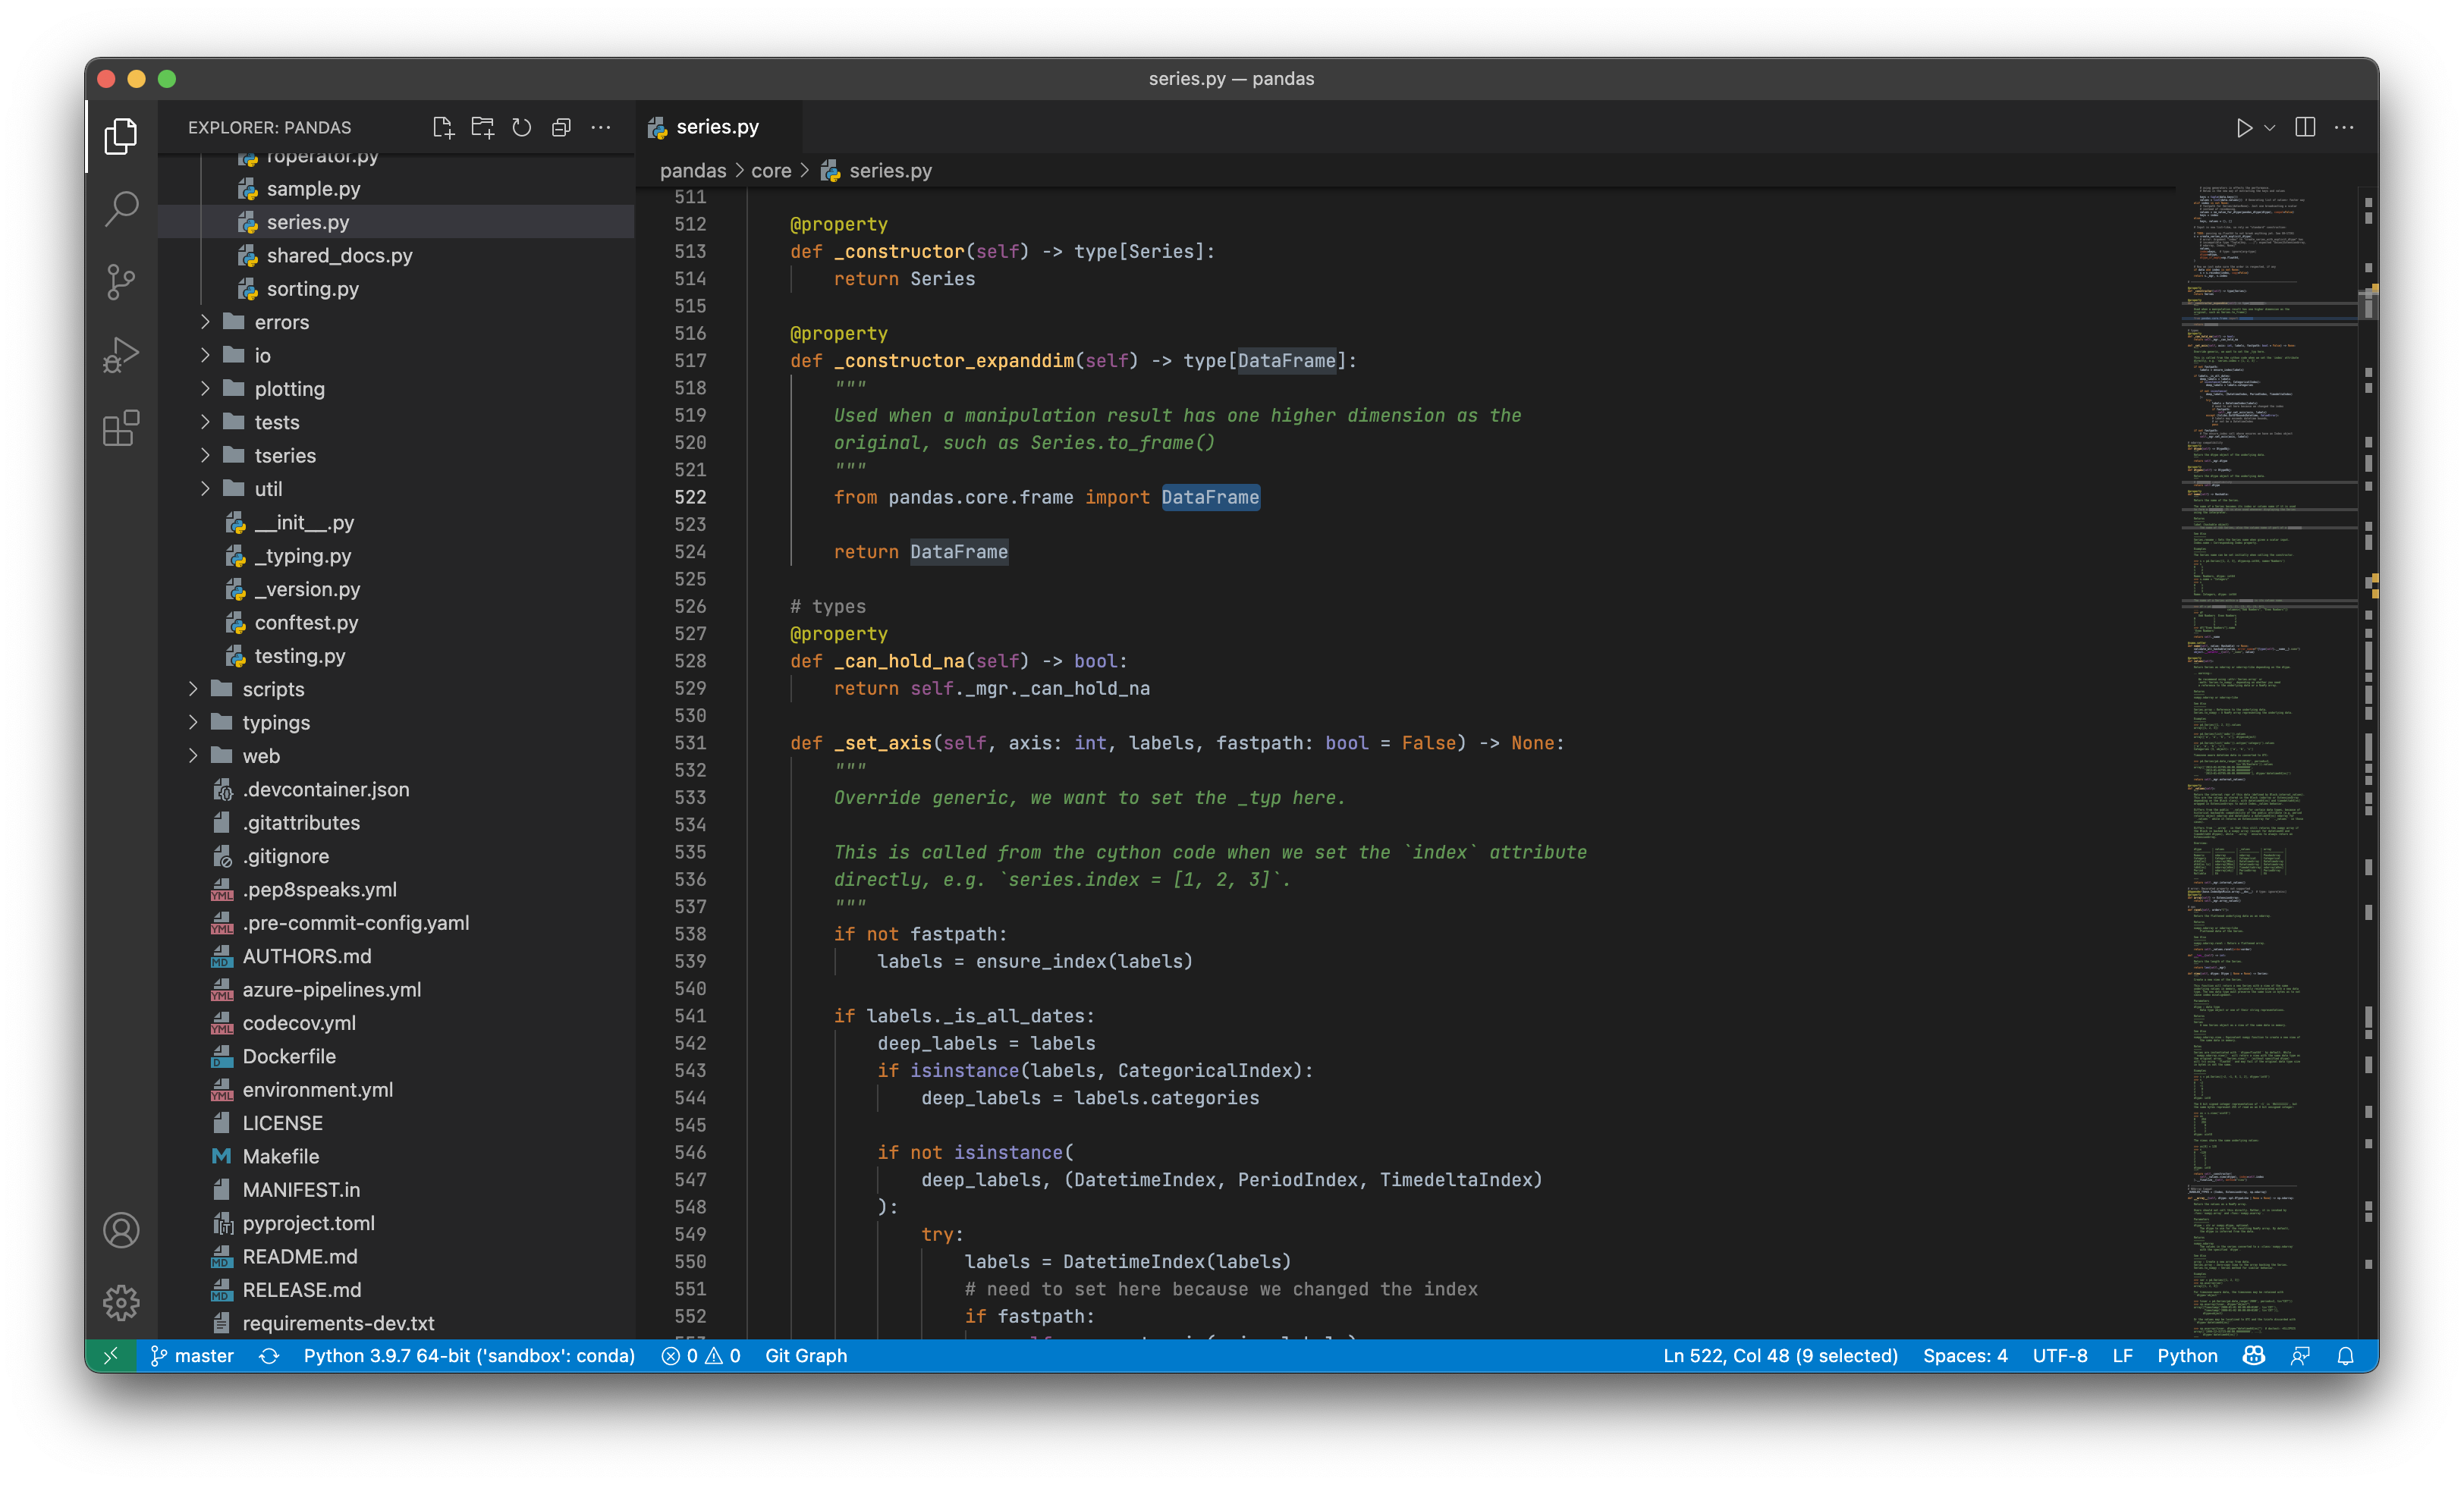 series.py — pandas
EXPLORER: PANDAS
roperator.py
sample.py
series.py
shared_docs.py
sorting.py
errors
io
plotting
tests
tseries
util
__init__.py
_typing.py
_version.py
conftest.py
testing.py
scripts
typings
web
.devcontainer.json
.gitattributes
.gitignore
.pep8speaks.yml
.pre-commit-config.yaml
AUTHORS.md
azure-pipelines.yml
codecov.yml
Dockerfile
environment.yml
LICENSE
Makefile
MANIFEST.in
pyproject.toml
README.md
RELEASE.md
requirements-dev.txt
series.py
pandas > core > series.py
511
512 @property
513 def _constructor(self) -> type[Series]:
514 return Series
515
516 @property
517 def _constructor_expanddim(self) -> type[DataFrame]:
518 """
519 Used when a manipulation result has one higher dimension as the
520 original, such as Series.to_frame()
521 """
522 from pandas.core.frame import DataFrame
523
524 return DataFrame
525
526 # types
527 @property
528 def _can_hold_na(self) -> bool:
529 return self._mgr._can_hold_na
530
531 def _set_axis(self, axis: int, labels, fastpath: bool = False) -> None:
532 """
533 Override generic, we want to set the _typ here.
534
535 This is called from the cython code when we set the `index` attribute
536 directly, e.g. `series.index = [1, 2, 3]`.
537 """
538 if not fastpath:
539 labels = ensure_index(labels)
540
541 if labels._is_all_dates:
542 deep_labels = labels
543 if isinstance(labels, CategoricalIndex):
544 deep_labels = labels.categories
545
546 if not isinstance(
547 deep_labels, (DatetimeIndex, PeriodIndex, TimedeltaIndex)
548 ):
549 try:
550 labels = DatetimeIndex(labels)
551 # need to set here because we changed the index
552 if fastpath:
master
Python 3.9.7 64-bit ('sandbox': conda)
0
0
Git Graph
Ln 522, Col 48 (9 selected)
Spaces: 4
UTF-8
LF
Python